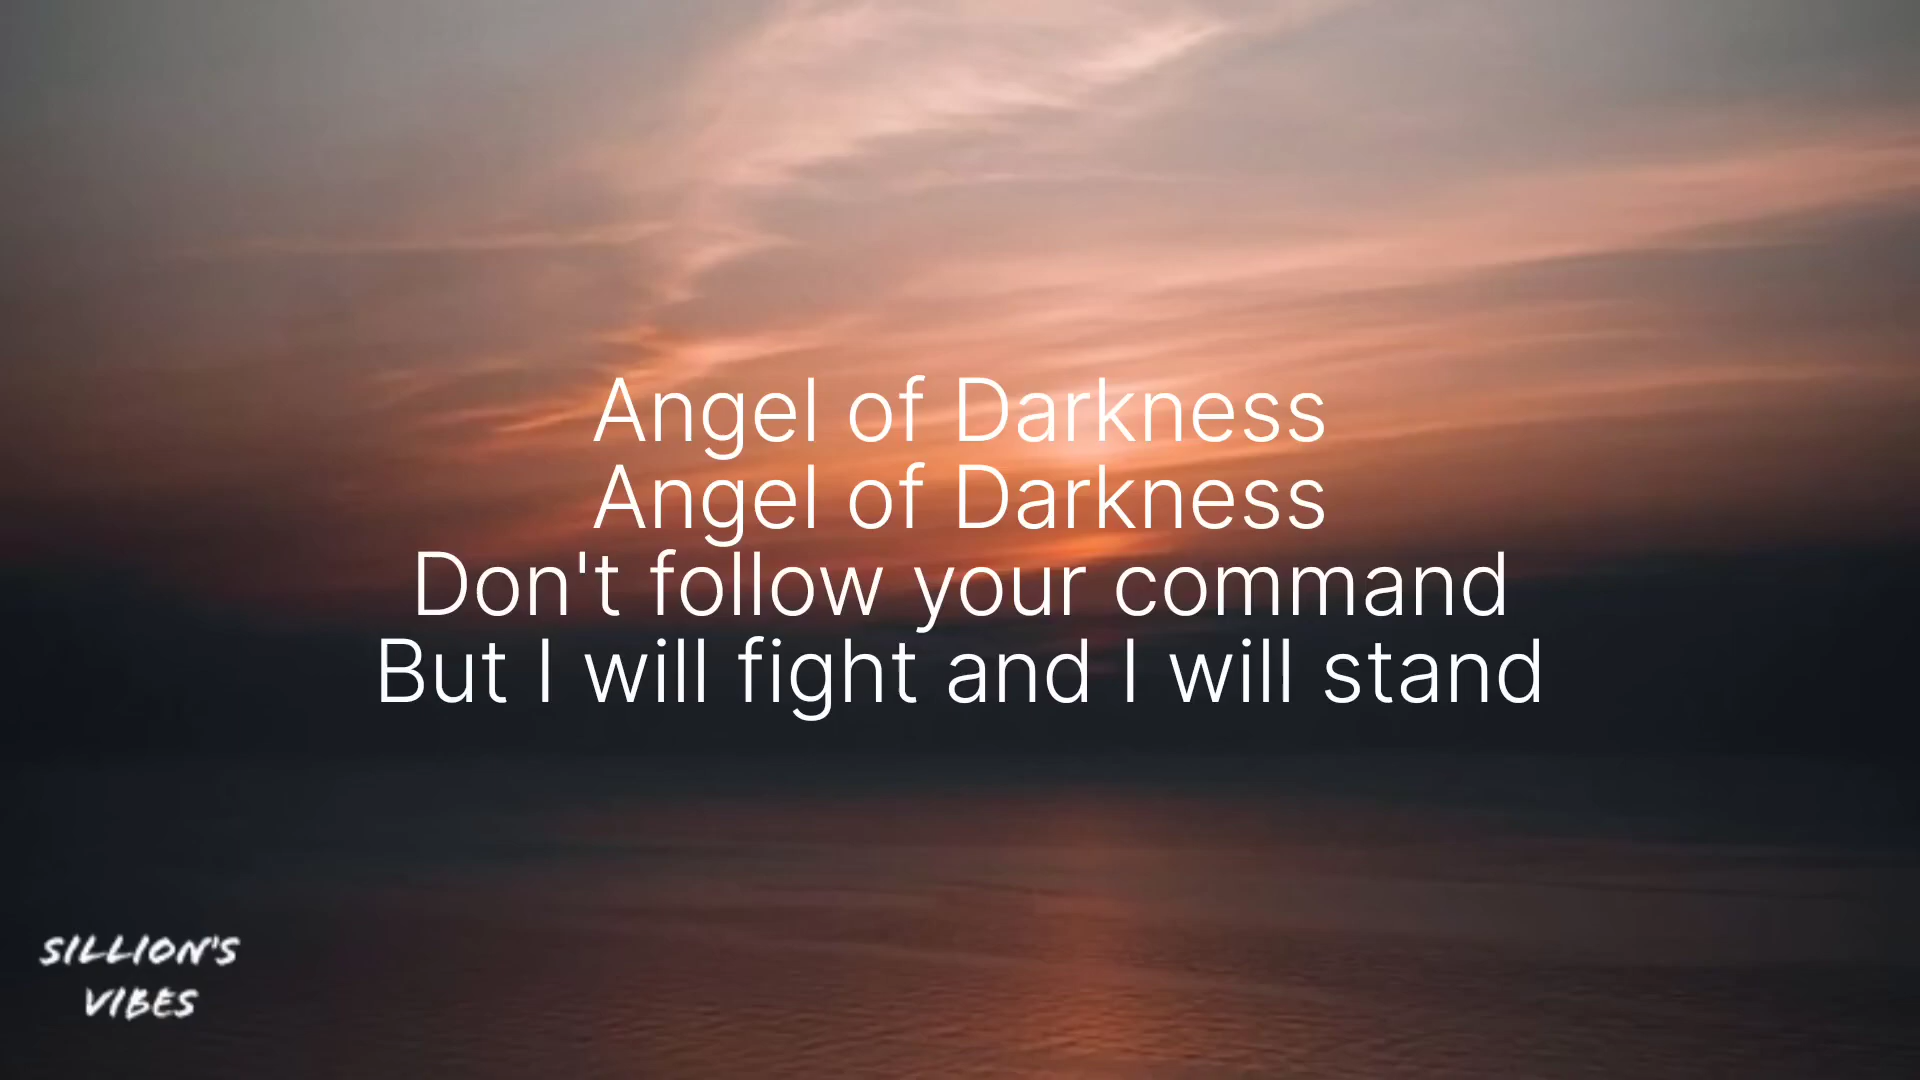 Angel of Darkness
Angel of Darkness
Don't follow your command
But I will fight and I will stand
SILLION'S
VIBES